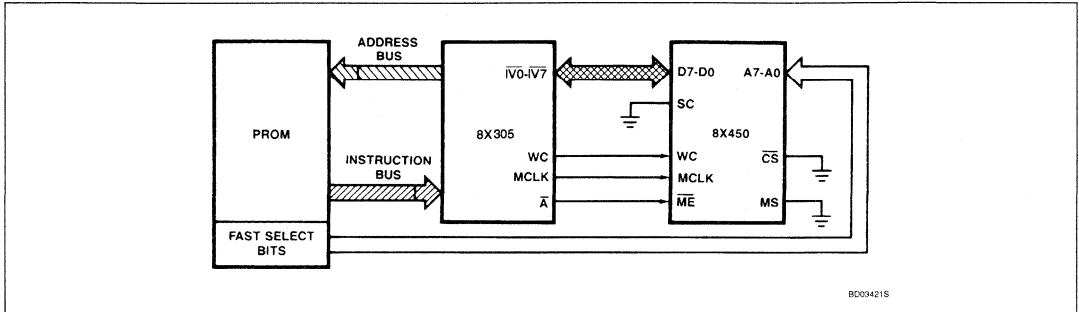 ADDRESS
BUS
PROM
INSTRUCTION
BUS
FAST SELECT
BITS
IV0-IV7
8X305
WC
MCLK
A
D7-D0
A7-A0
SC
8X450
WC
CS
MCLK
ME
MS
BD03421S